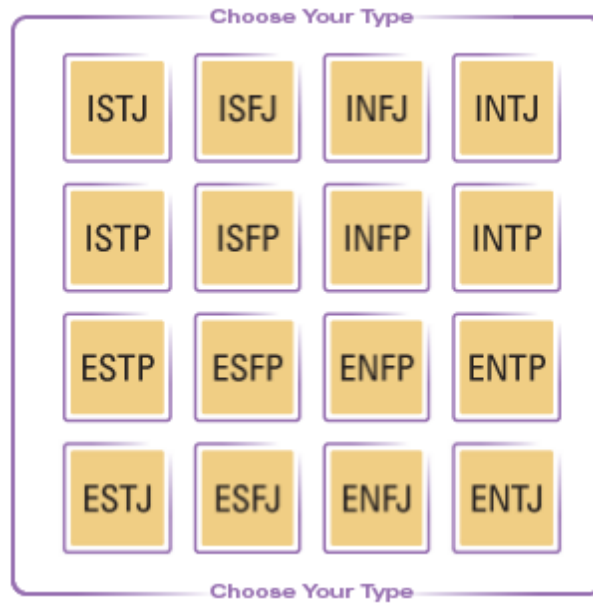 Choose Your Type
ISTJ ISFJ INFJ INTJ
ISTP ISFP INFP INTP
ESTP ESFP ENFP ENTP
ESTJ ESFJ ENFJ ENTJ
Choose Your Type